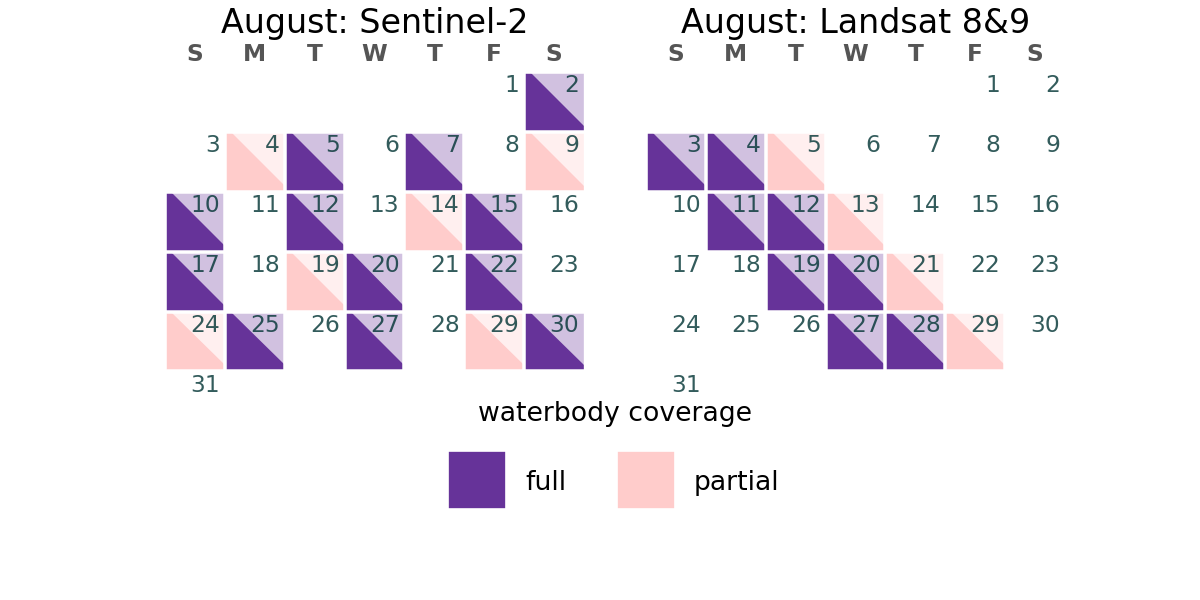 August: Sentinel-2
S M T W T F S
1 2
3 4 5 6 7 8 9
10 11 12 13 14 15 16
17 18 19 20 21 22 23
24 25 26 27 28 29 30
31
August: Landsat 8&9
S M T W T F S
1 2
3 4 5 6 7 8 9
10 11 12 13 14 15 16
17 18 19 20 21 22 23
24 25 26 27 28 29 30
31
waterbody coverage
full partial